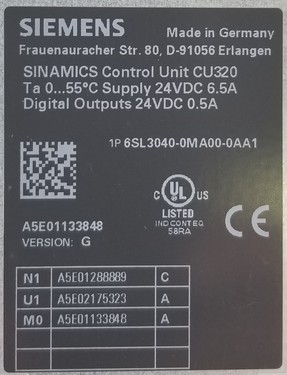 SIEMENS Made in Germany
Frauenauracher Str. 80, D-91056 Erlangen
SINAMICS Control Unit CU320
Ta 0...55°C Supply 24VDC 6.5A
Digital Outputs 24VDC 0.5A
1P 6SL3040-0MA00-0AA1
C UL US
LISTED
IND CONT EQ
58RA
CE
A5E01133848
VERSION: G
N1 A5E01288889 C
U1 A5E02175323 A
M0 A5E01133848 A